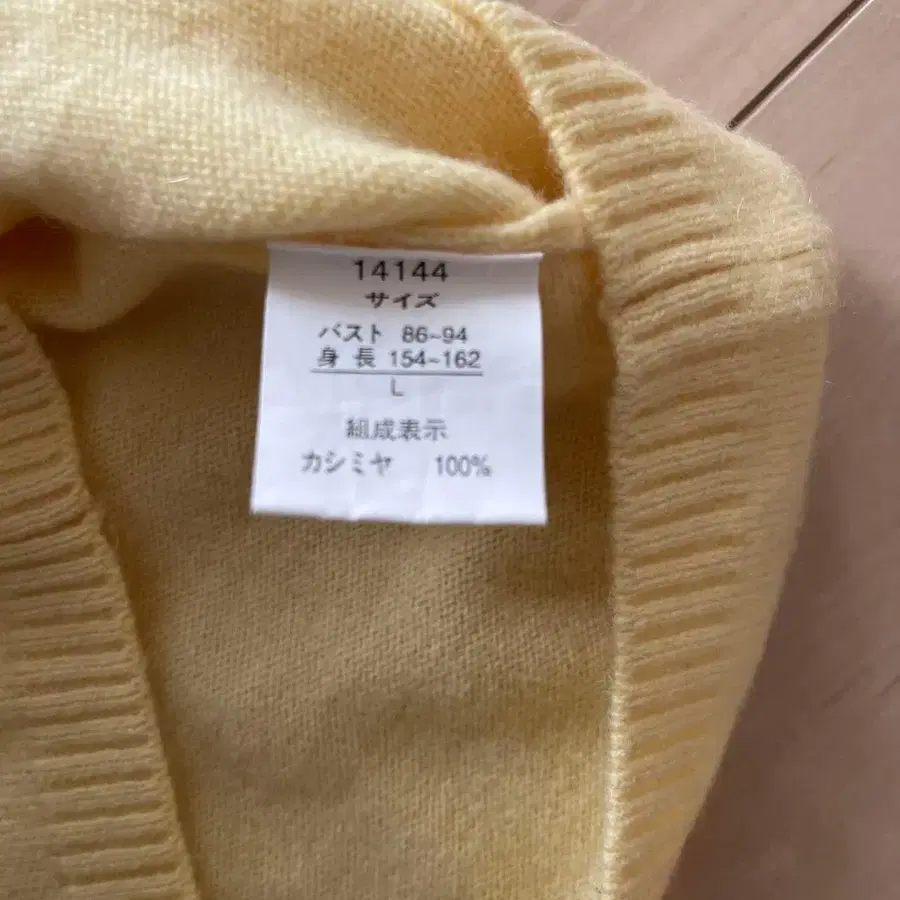 14144
サイズ
バスト 86~94
身長 154~162
L
組成表示
カシミヤ 100%